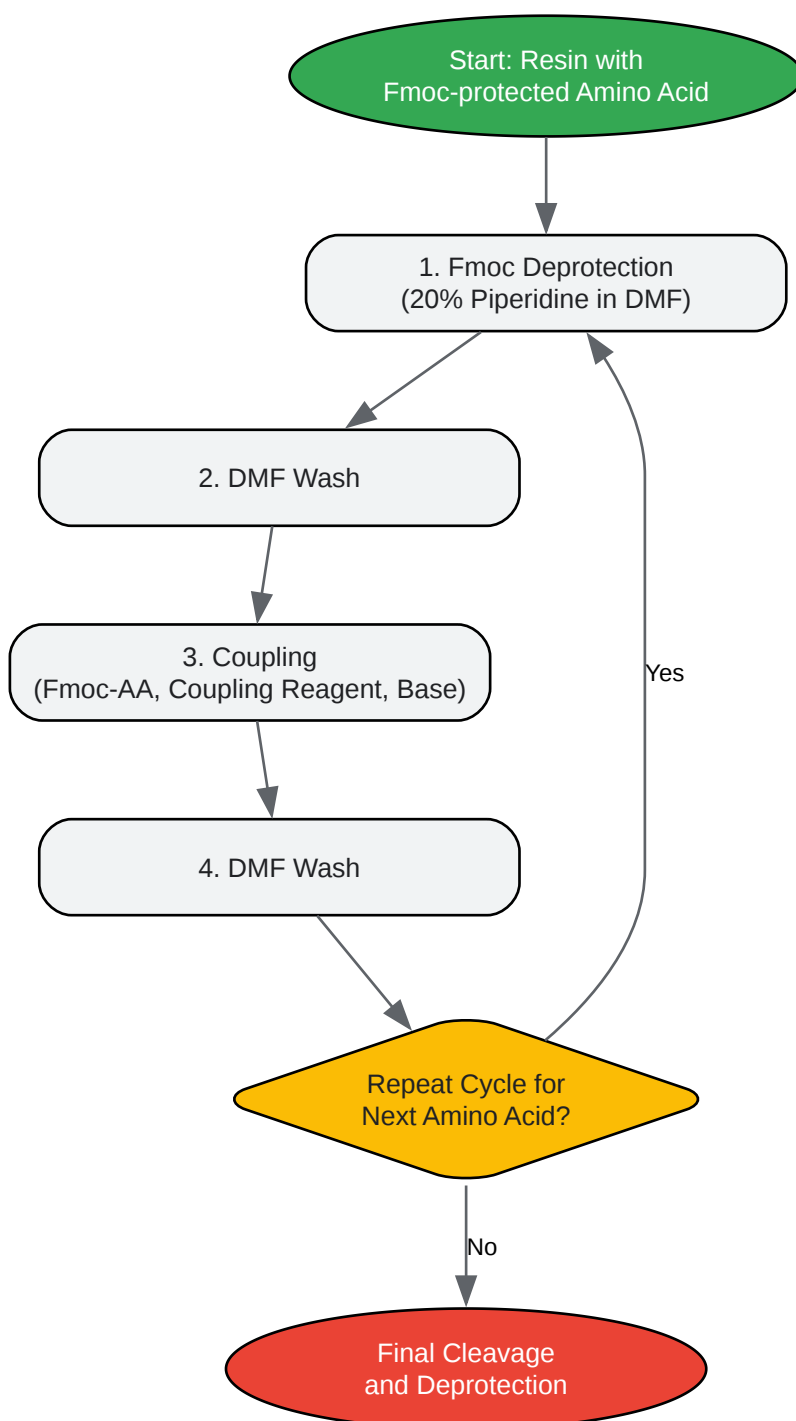 Start: Resin with
Fmoc-protected Amino Acid
1. Fmoc Deprotection
(20% Piperidine in DMF)
2. DMF Wash
3. Coupling
(Fmoc-AA, Coupling Reagent, Base)
Yes
4. DMF Wash
Repeat Cycle for
Next Amino Acid?
No
Final Cleavage
and Deprotection